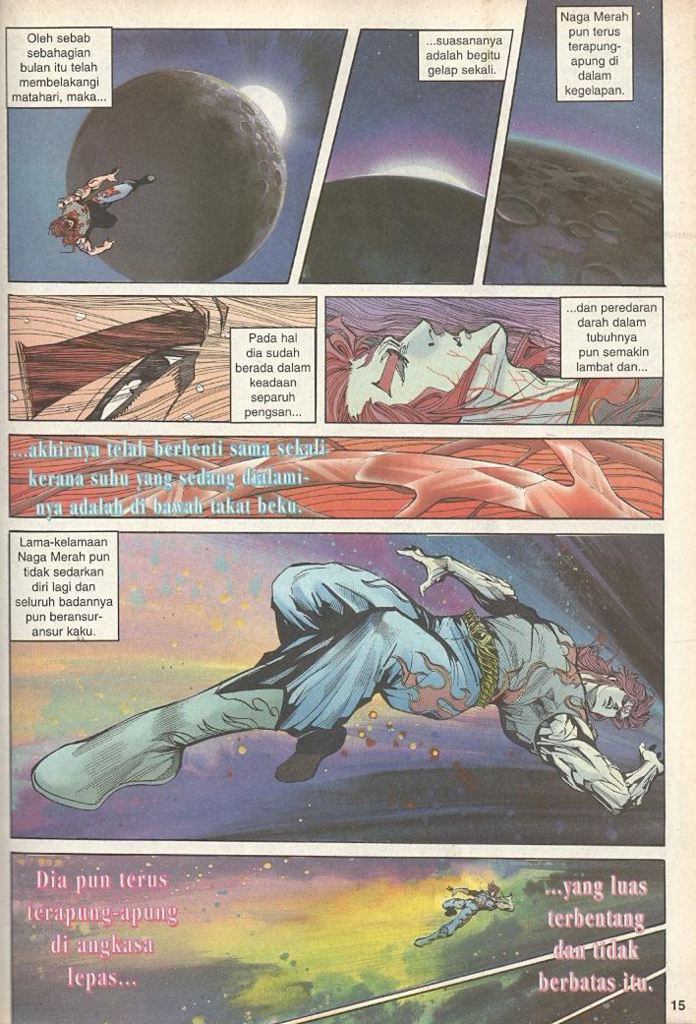 Oleh sebab
sebahagian
bulan itu telah
membelakangi
matahari, maka...
...suasananya
adalah begitu
gelap sekali.
Naga Merah
pun terus
terapung-
apung di
dalam
kegelapan.
Pada hal
dia sudah
berada dalam
keadaan
separuh
pengsan...
...dan peredaran
darah dalam
tubuhnya
pun semakin
lambat dan...
...akhirnya telah berhenti sama sekali
kerana suhu yang sedang dialami-
nya adalah di bawah takat beku.
Lama-kelamaan
Naga Merah pun
tidak sedarkan
diri lagi dan
seluruh badannya
pun beransur-
ansur kaku.
Dia pun terus
terapung-apung
di angkasa
lepas...
...yang luas
terbentang
dan tidak
berbatas itu.
15